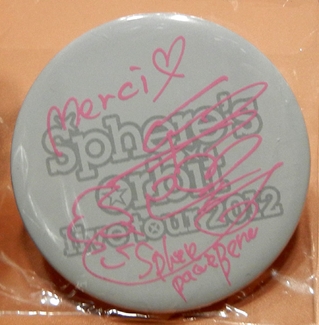 Merci♡
Sphere's
orbit
live tour 2012
Sphere